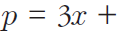 p = 3x +